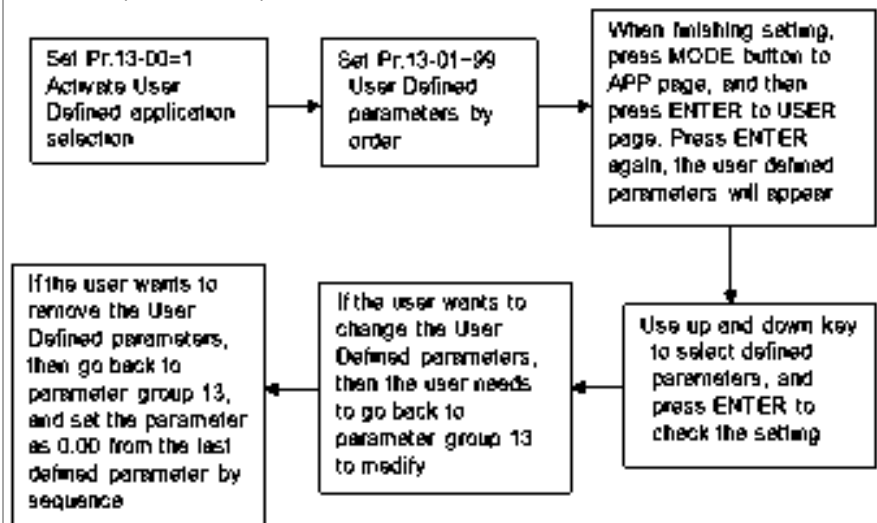 Set Pr.13-00=1
Activate User
Defined application
selection
Set Pr.13-01~99
User Defined
parameters by
order
When finishing setting,
press MODE button to
APP page, and then
press ENTER to USER
page. Press ENTER
again, the user defined
parameters will appear
Use up and down key
to select defined
parameters, and
press ENTER to
check the setting
If the user wants to
change the User
Defined parameters,
then the user needs
to go back to
parameter group 13
to modify
If the user wants to
remove the User
Defined parameters,
then go back to
parameter group 13,
and set the parameter
as 0.00 from the last
defined parameter by
sequence